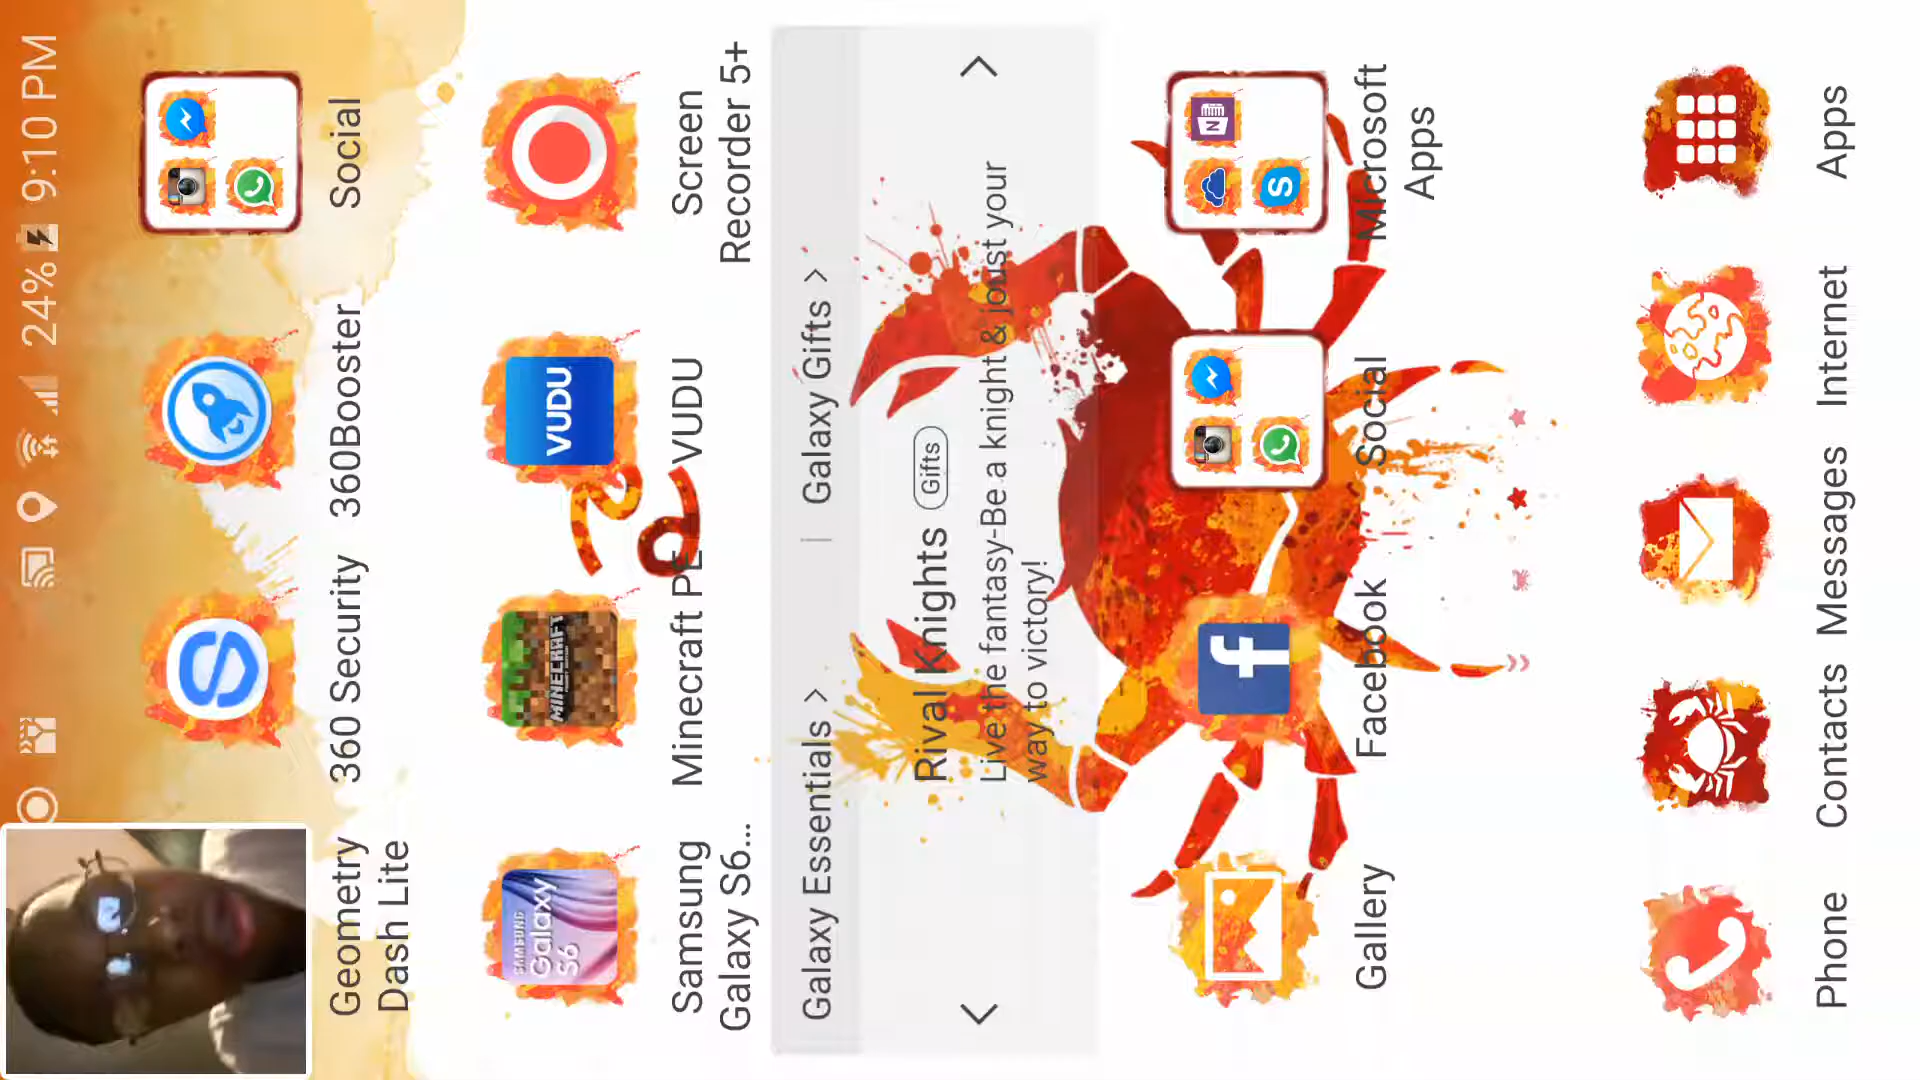 24% 9:10 PM
Geometry
Dash Lite
360 Security
360Booster
Social
SAMSUNG
Galaxy
S6
Samsung
Galaxy S6...
MINECRAFT
Minecraft PE
VUDU
VUDU
Screen
Recorder 5+
Galaxy Essentials >
Galaxy Gifts >
Rival Knights Gifts
Live the fantasy-Be a knight & joust your
way to victory!
Gallery
f
Facebook
Social
N
S
Microsoft
Apps
Phone
Contacts
Messages
Internet
Apps